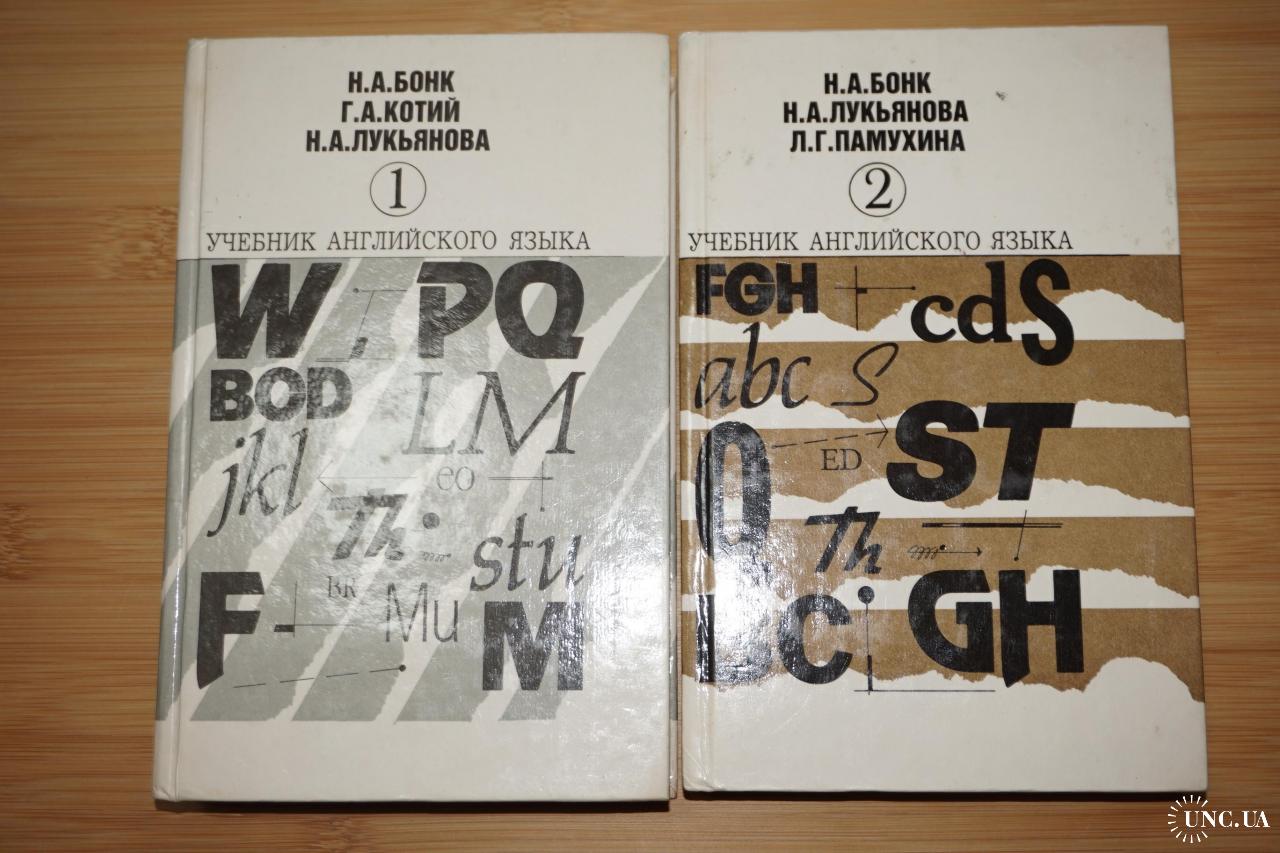 Н.А.БОНК
Г.А.КОТИЙ
Н.А.ЛУКЬЯНОВА
1
УЧЕБНИК АНГЛИЙСКОГО ЯЗЫКА
W PQ
BOD LM
jkl eo
Th stu
BR
F Mu M
Н.А.БОНК
Н.А.ЛУКЬЯНОВА
Л.Г.ПАМУХИНА
2
УЧЕБНИК АНГЛИЙСКОГО ЯЗЫКА
FGH cdS
abc S
Q ED ST
Th
BC GH
UNC.UA